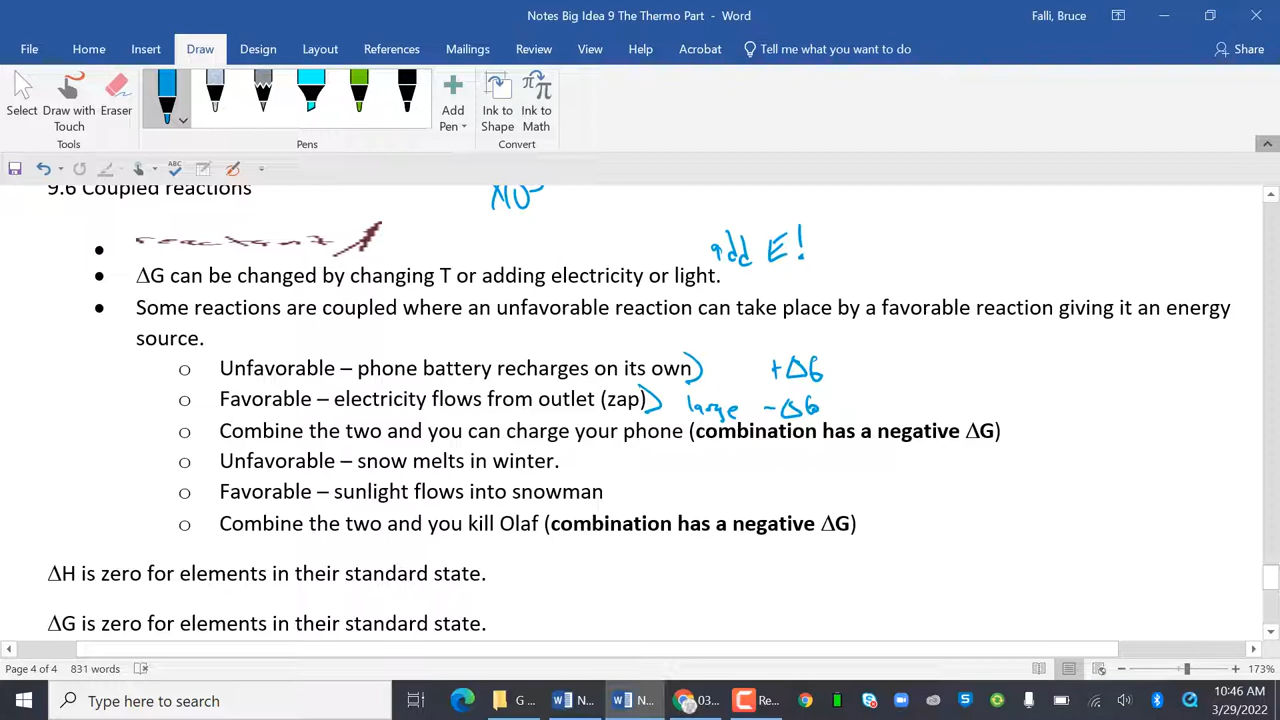 Notes Big Idea 9 The Thermo Part - Word
Falli, Bruce
File Home Insert Draw Design Layout References Mailings Review View Help Acrobat Tell me what you want to do Share
Select Draw with Touch Eraser Add Pen Ink to Shape Ink to Math
Tools Pens Convert
9.6 Coupled reactions
add E!
• ∆G can be changed by changing T or adding electricity or light.
• Some reactions are coupled where an unfavorable reaction can take place by a favorable reaction giving it an energy
source.
o Unfavorable – phone battery recharges on its own) +∆G
o Favorable – electricity flows from outlet (zap) large -∆G
o Combine the two and you can charge your phone (combination has a negative ∆G)
o Unfavorable – snow melts in winter.
o Favorable – sunlight flows into snowman
o Combine the two and you kill Olaf (combination has a negative ∆G)
∆H is zero for elements in their standard state.
∆G is zero for elements in their standard state.
Page 4 of 4 831 words 173%
Type here to search G ... N... N... 03... Re... 10:46 AM
3/29/2022